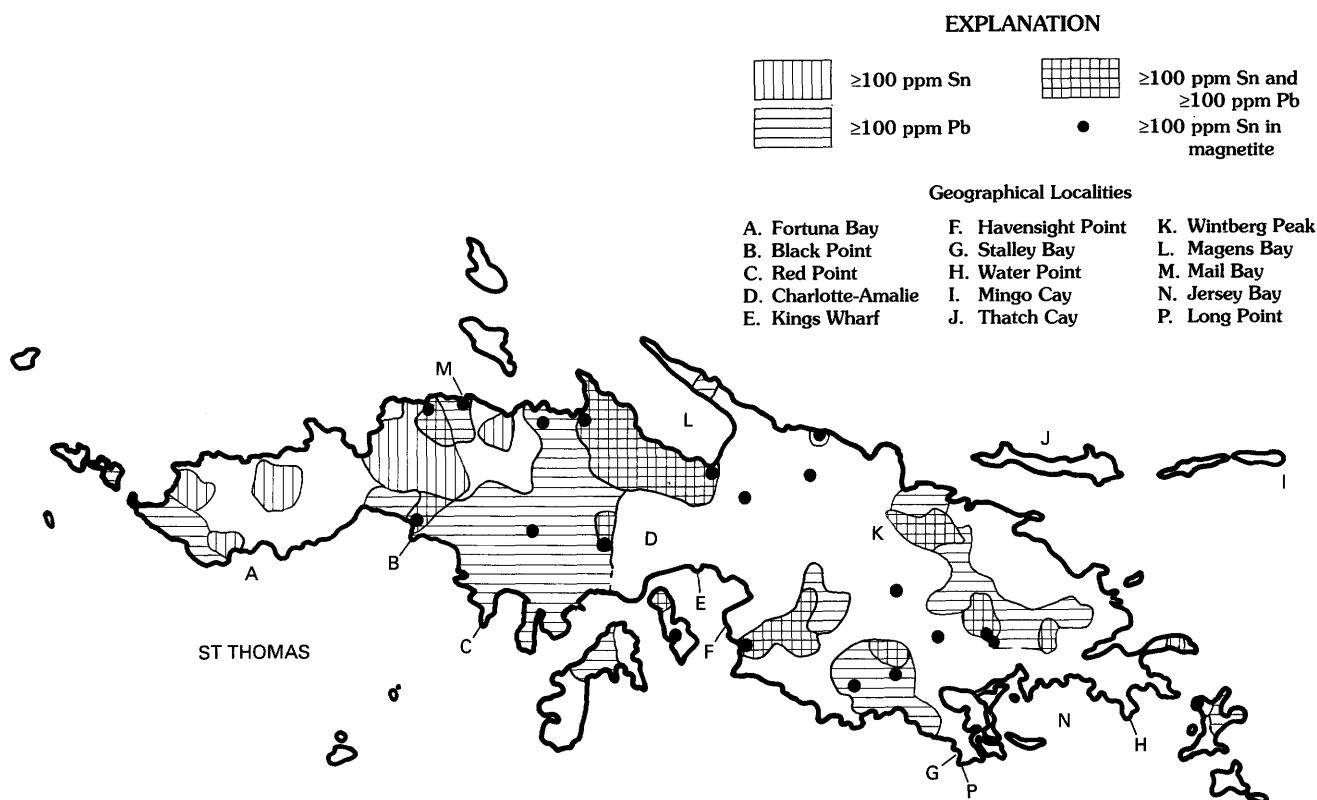 EXPLANATION
≥100 ppm Sn
≥100 ppm Sn and
≥100 ppm Pb
≥100 ppm Pb
≥100 ppm Sn in
magnetite
Geographical Localities
A. Fortuna Bay
B. Black Point
C. Red Point
D. Charlotte-Amalie
E. Kings Wharf
F. Havensight Point
G. Stalley Bay
H. Water Point
I. Mingo Cay
J. Thatch Cay
K. Wintberg Peak
L. Magens Bay
M. Mail Bay
N. Jersey Bay
P. Long Point
M
L
J
I
K
D
B
A
E
C
F
ST THOMAS
N
H
G
P